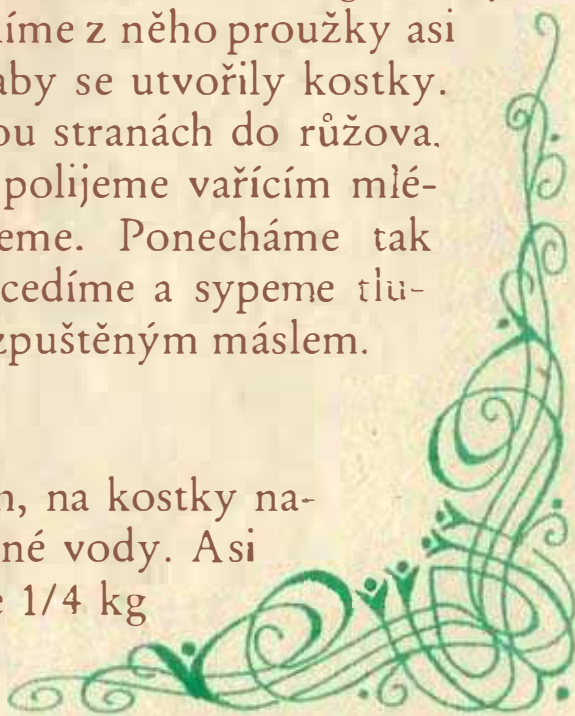 níme z něho proužky asi
aby se utvořily kostky.
ou stranách do růžova.
polijeme vařícím mlé-
eme. Ponecháme tak
cedíme a sypeme tlu-
zpuštěným máslem.
, na kostky na-
né vody. Asi
1/4 kg